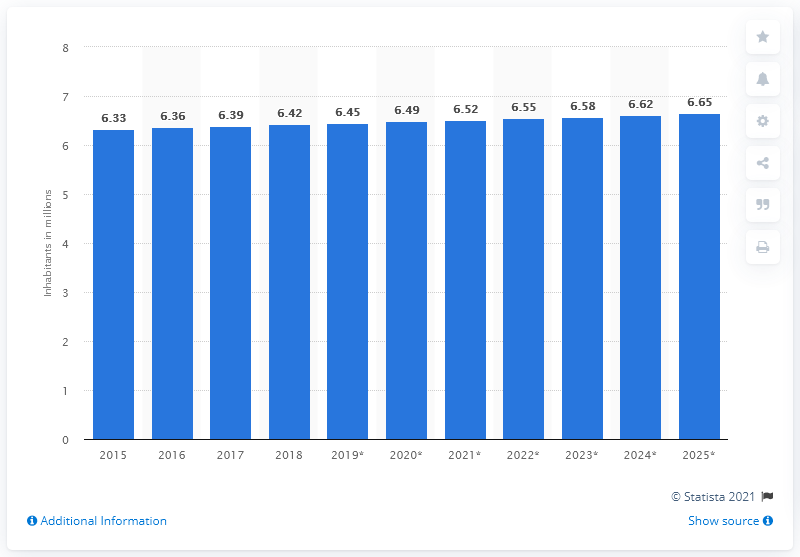 8
7
6
5
4
3
2
1
0
Inhabitants in millions
6.33 6.36 6.39 6.42 6.45 6.49 6.52 6.55 6.58 6.62 6.65
2015 2016 2017 2018 2019* 2020* 2021* 2022* 2023* 2024* 2025*
© Statista 2021
Additional Information
Show source